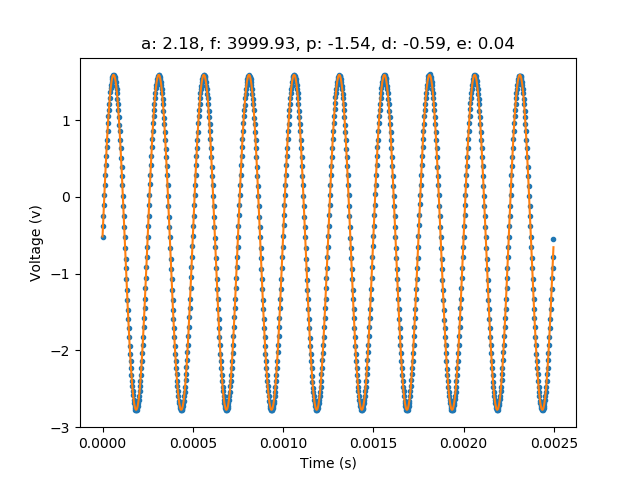 a: 2.18, f: 3999.93, p: -1.54, d: -0.59, e: 0.04
1
0
−1
−2
−3
Voltage (v)
0.0000 0.0005 0.0010 0.0015 0.0020 0.0025
Time (s)